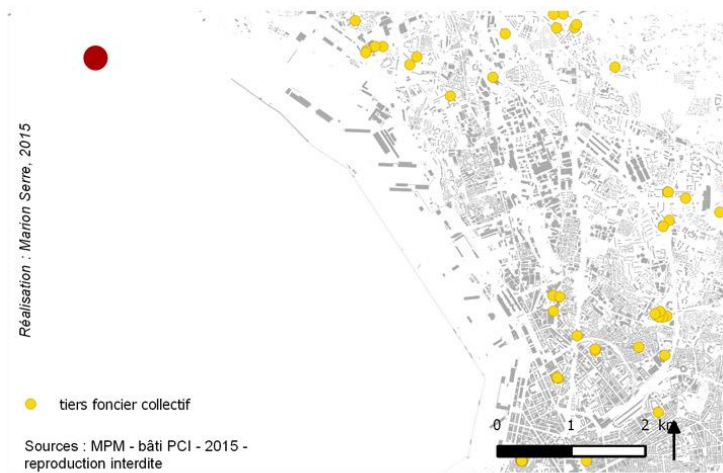 Réalisation : Marion Serre, 2015
tiers foncier collectif
Sources : MPM - bâti PCI - 2015 -
reproduction interdite
0 1 2 km